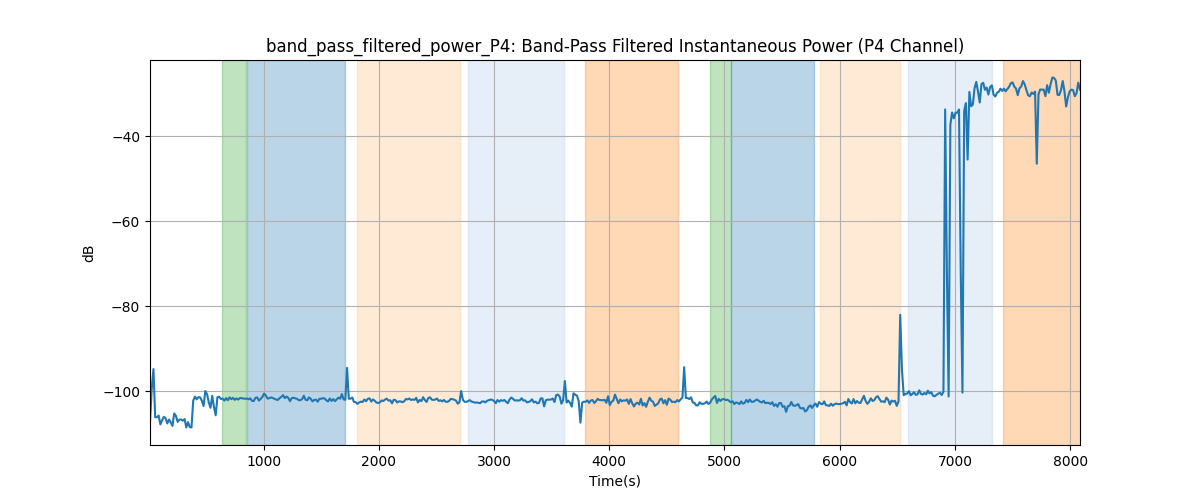 band_pass_filtered_power_P4: Band-Pass Filtered Instantaneous Power (P4 Channel)
−40
−60
−80
−100
dB
1000 2000 3000 4000 5000 6000 7000 8000
Time(s)